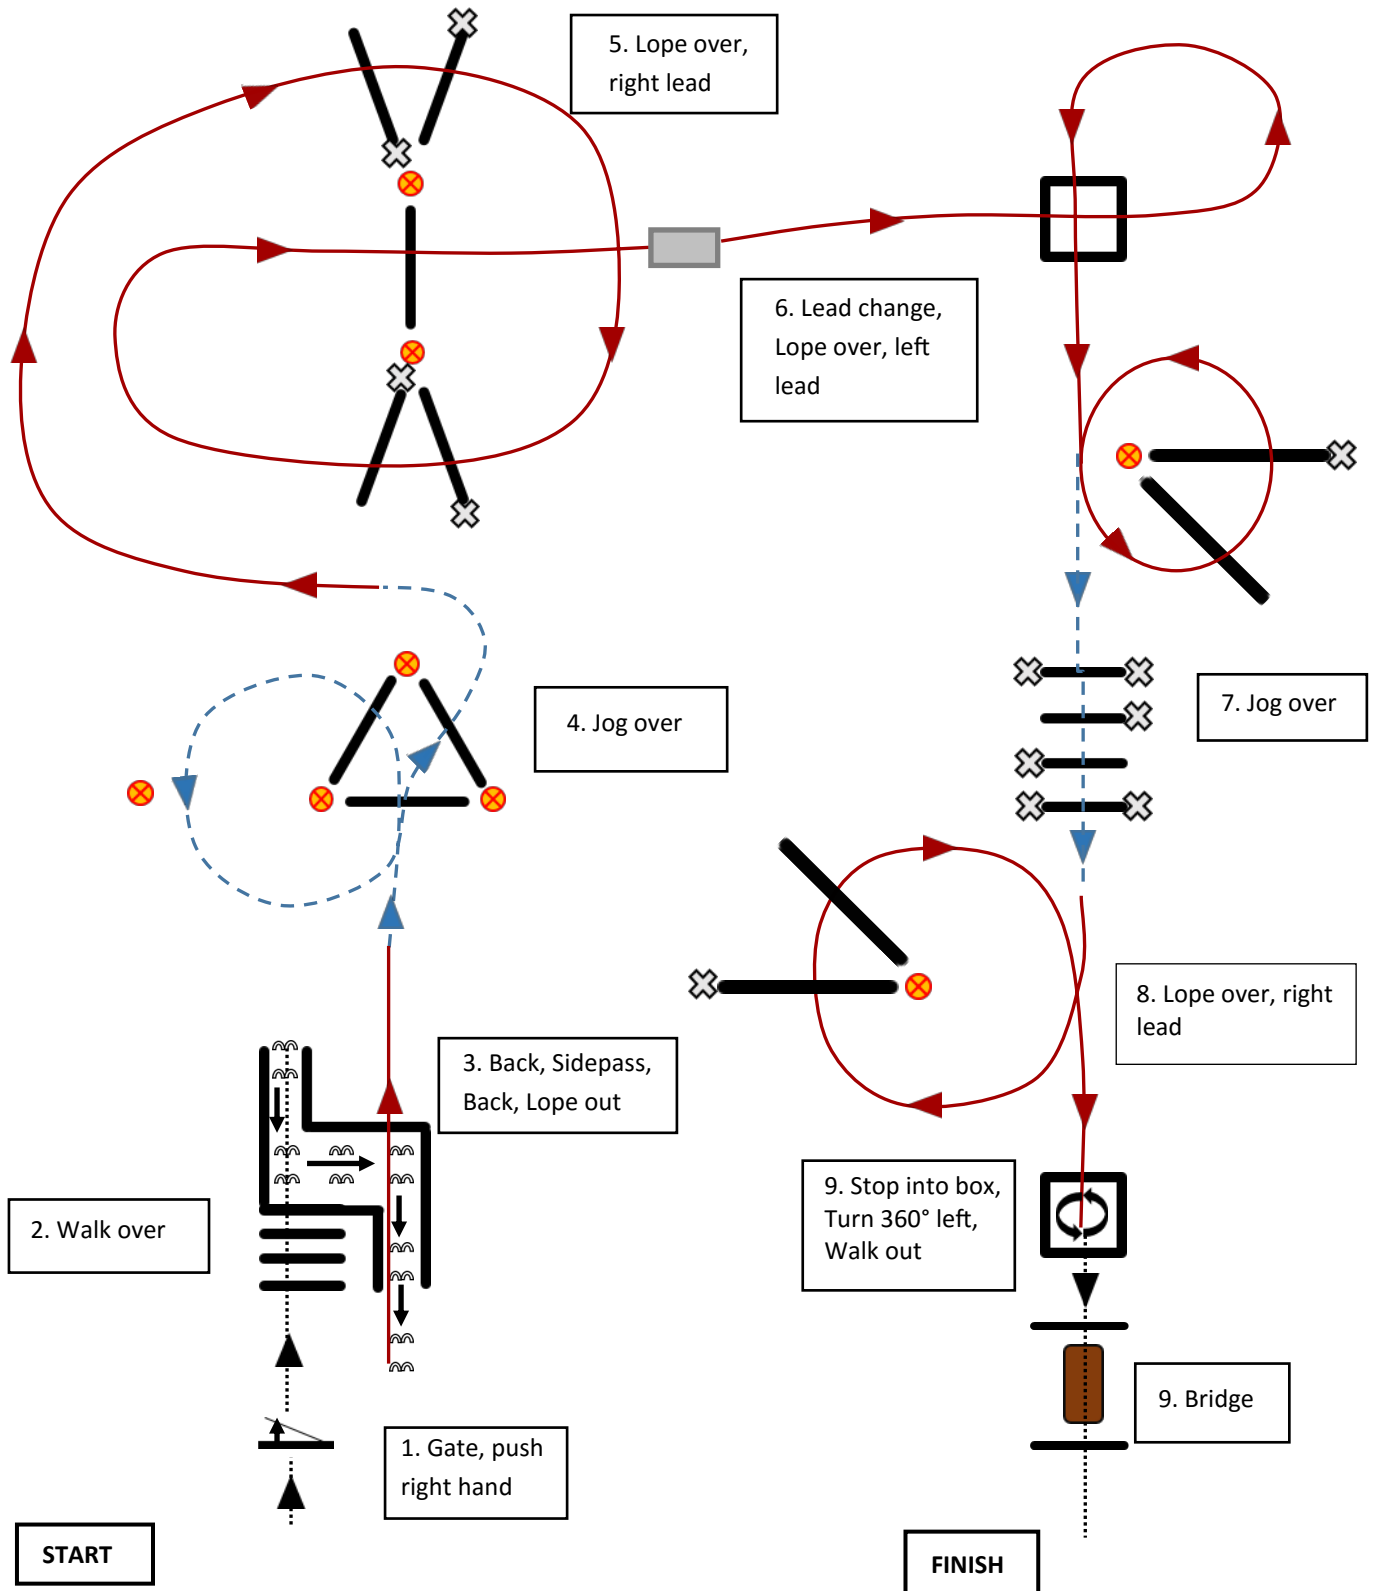 5. Lope over,
right lead
6. Lead change,
Lope over, left
lead
4. Jog over
7. Jog over
8. Lope over, right
lead
3. Back, Sidepass,
Back, Lope out
2. Walk over
9. Stop into box,
Turn 360° left,
Walk out
9. Bridge
1. Gate, push
right hand
START
FINISH